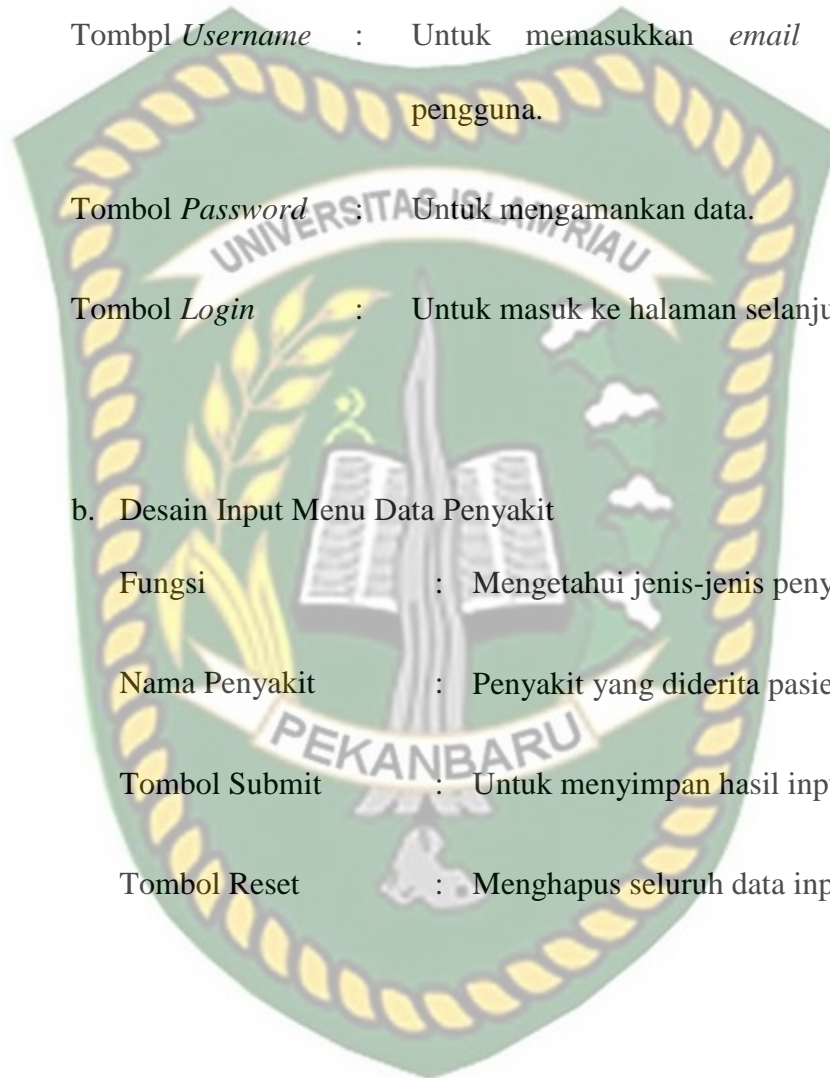 Tombpl Username : Untuk memasukkan email
pengguna.
Tombol Password : Untuk mengamankan data.
UNIVERSITAS ISLAM RIAU
Tombol Login : Untuk masuk ke halaman selanju
b. Desain Input Menu Data Penyakit
Fungsi : Mengetahui jenis-jenis peny
Nama Penyakit : Penyakit yang diderita pasie
PEKANBARU
Tombol Submit : Untuk menyimpan hasil inp
Tombol Reset : Menghapus seluruh data inp